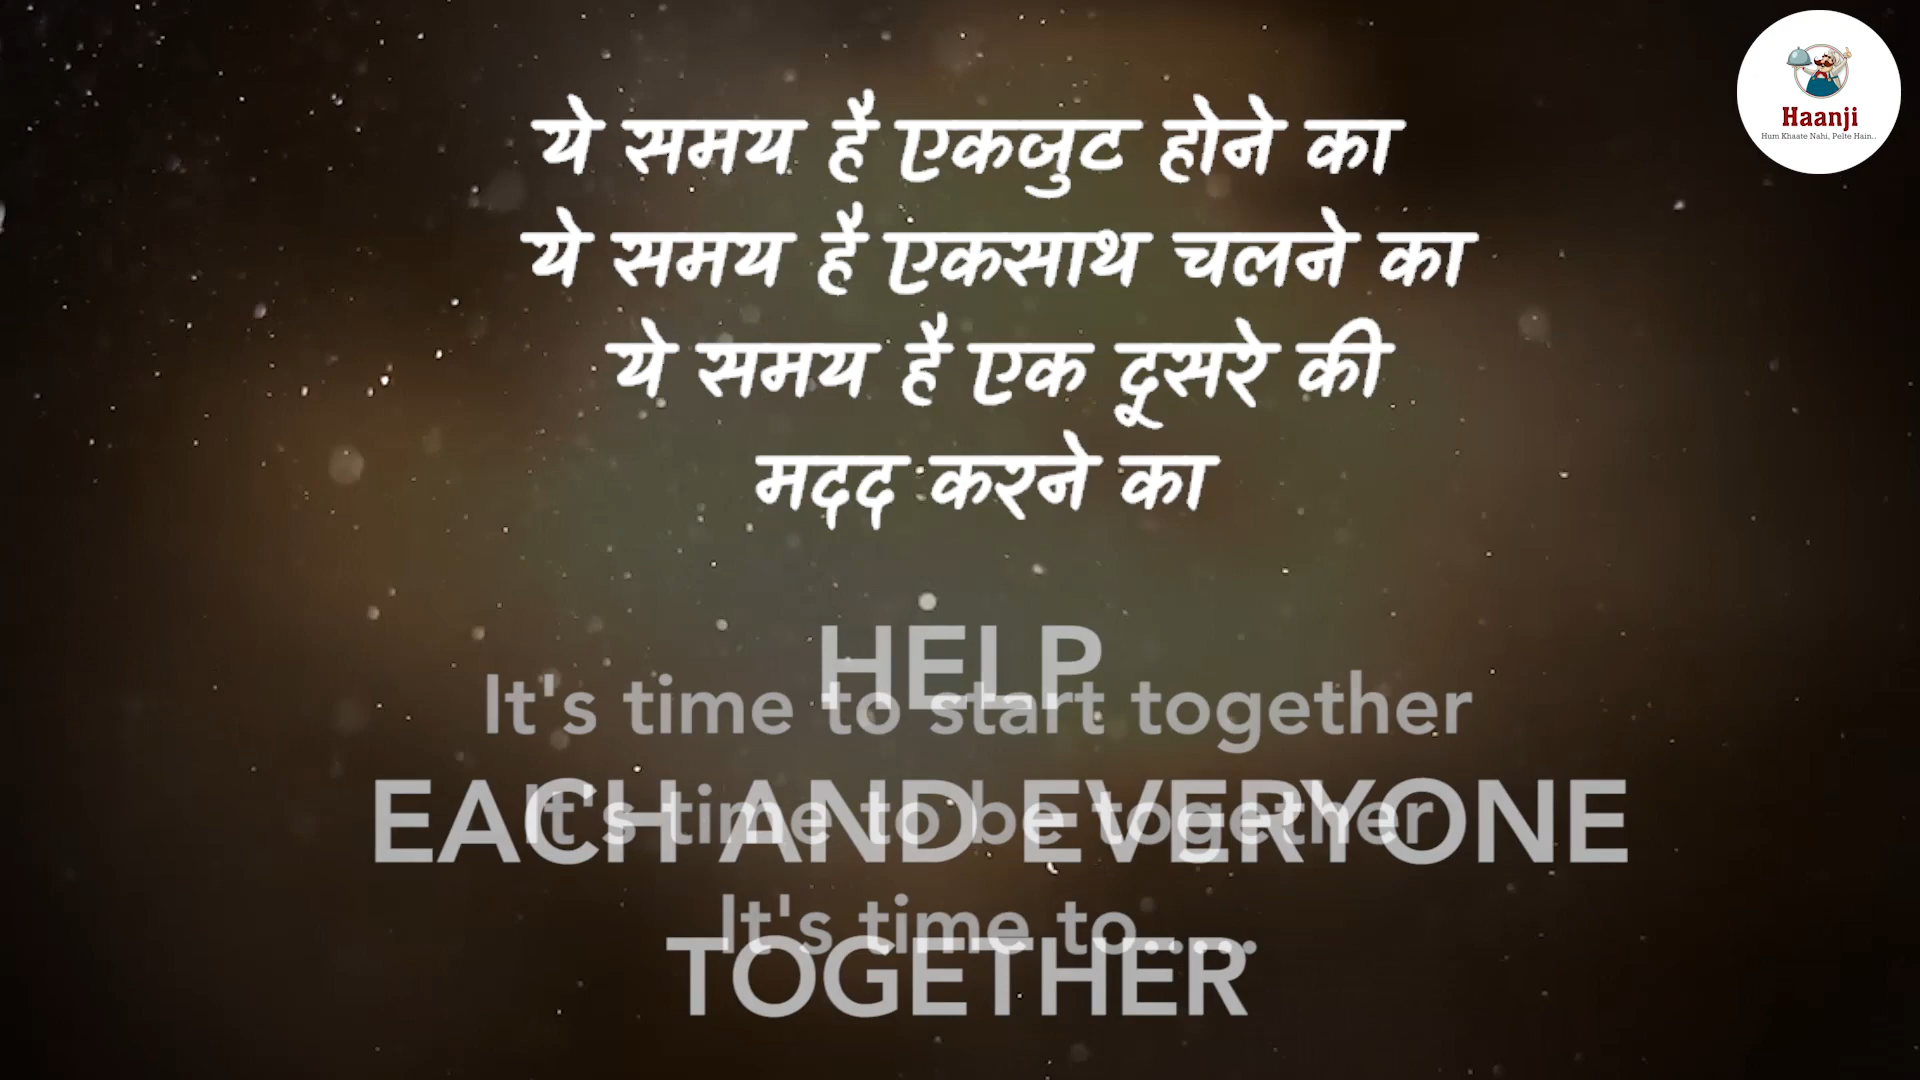 ये समय है एकजुट होने का
ये समय है एकसाथ चलने का
ये समय है एक दूसरे की
मदद करने का
HELP
It's time to start together
EACH AND EVERYONE
It's time to be together
It's time to.....
TOGETHER
Haanji
Hum Khaate Nahi, Pelte Hain..